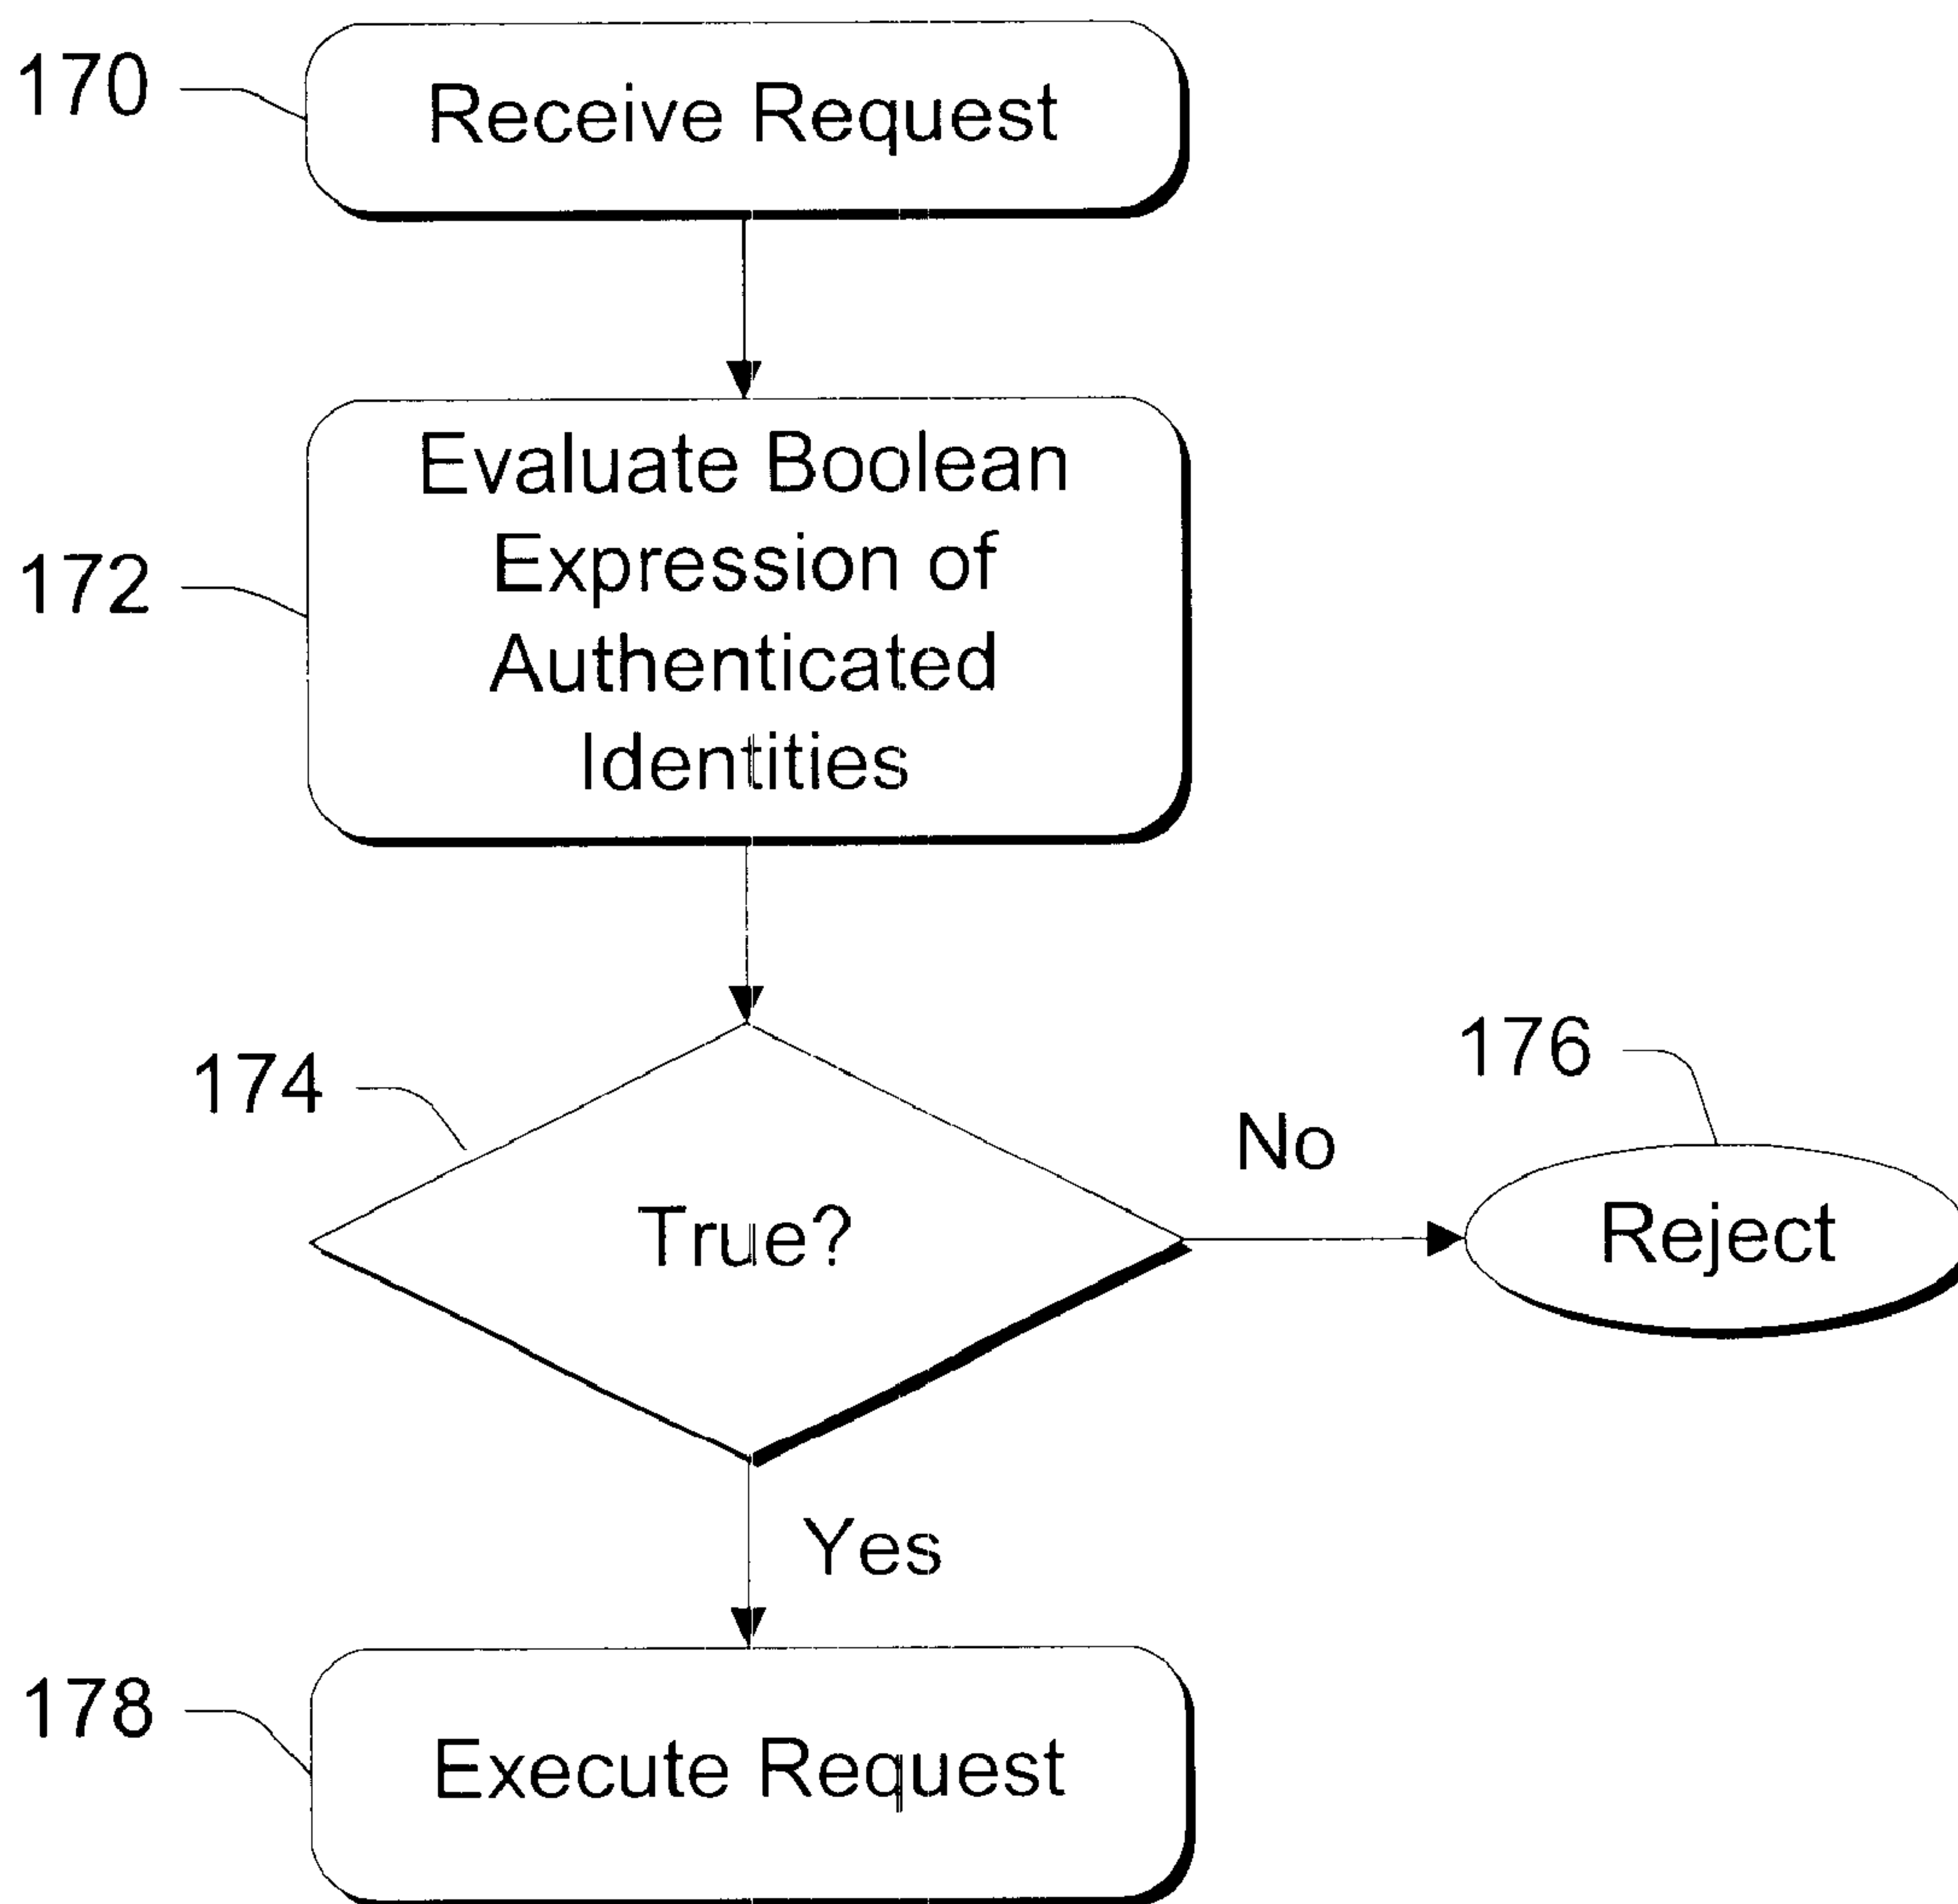 170
Receive Request
172
Evaluate Boolean
Expression of
Authenticated
Identities
174
True?
No
176
Reject
Yes
178
Execute Request